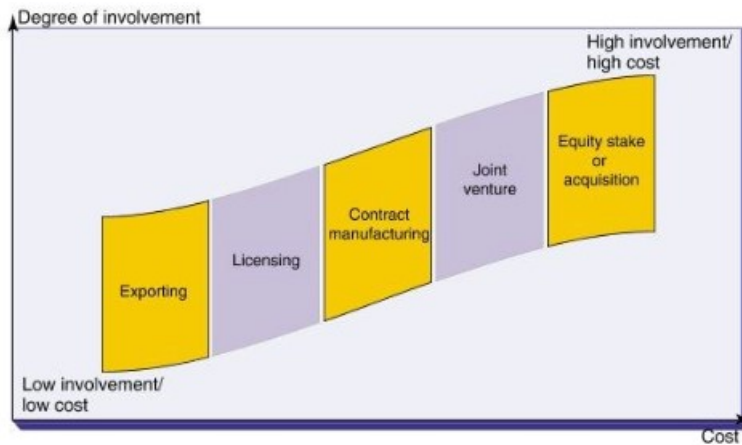 Degree of involvement
High involvement/
high cost
Equity stake
or
acquisition
Joint
venture
Contract
manufacturing
Licensing
Exporting
Low involvement/
low cost
Cost